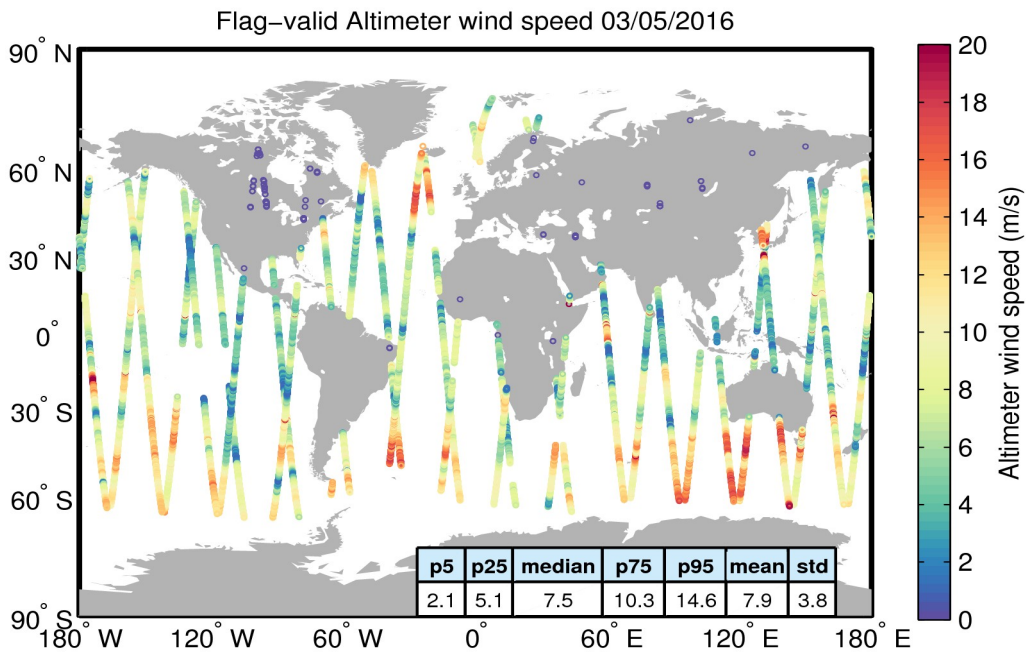 Flag−valid Altimeter wind speed 03/05/2016
90° N
60° N
30° N
0°
30° S
60° S
90° S
180° W
120° W
60° W
0°
60° E
120° E
180° E
p5 p25 median p75 p95 mean std
2.1 5.1 7.5 10.3 14.6 7.9 3.8
20
18
16
14
12
10
8
6
4
2
0
Altimeter wind speed (m/s)